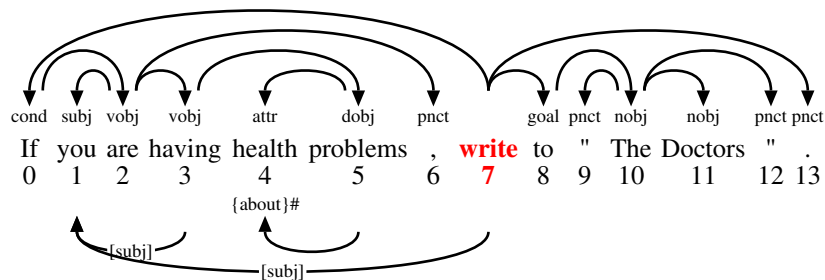 cond subj vobj vobj attr dobj pnct goal pnct nobj nobj pnct pnct
If you are having health problems , write to " The Doctors " .
0 1 2 3 4 5 6 7 8 9 10 11 12 13
{about}#
[subj]
[subj]